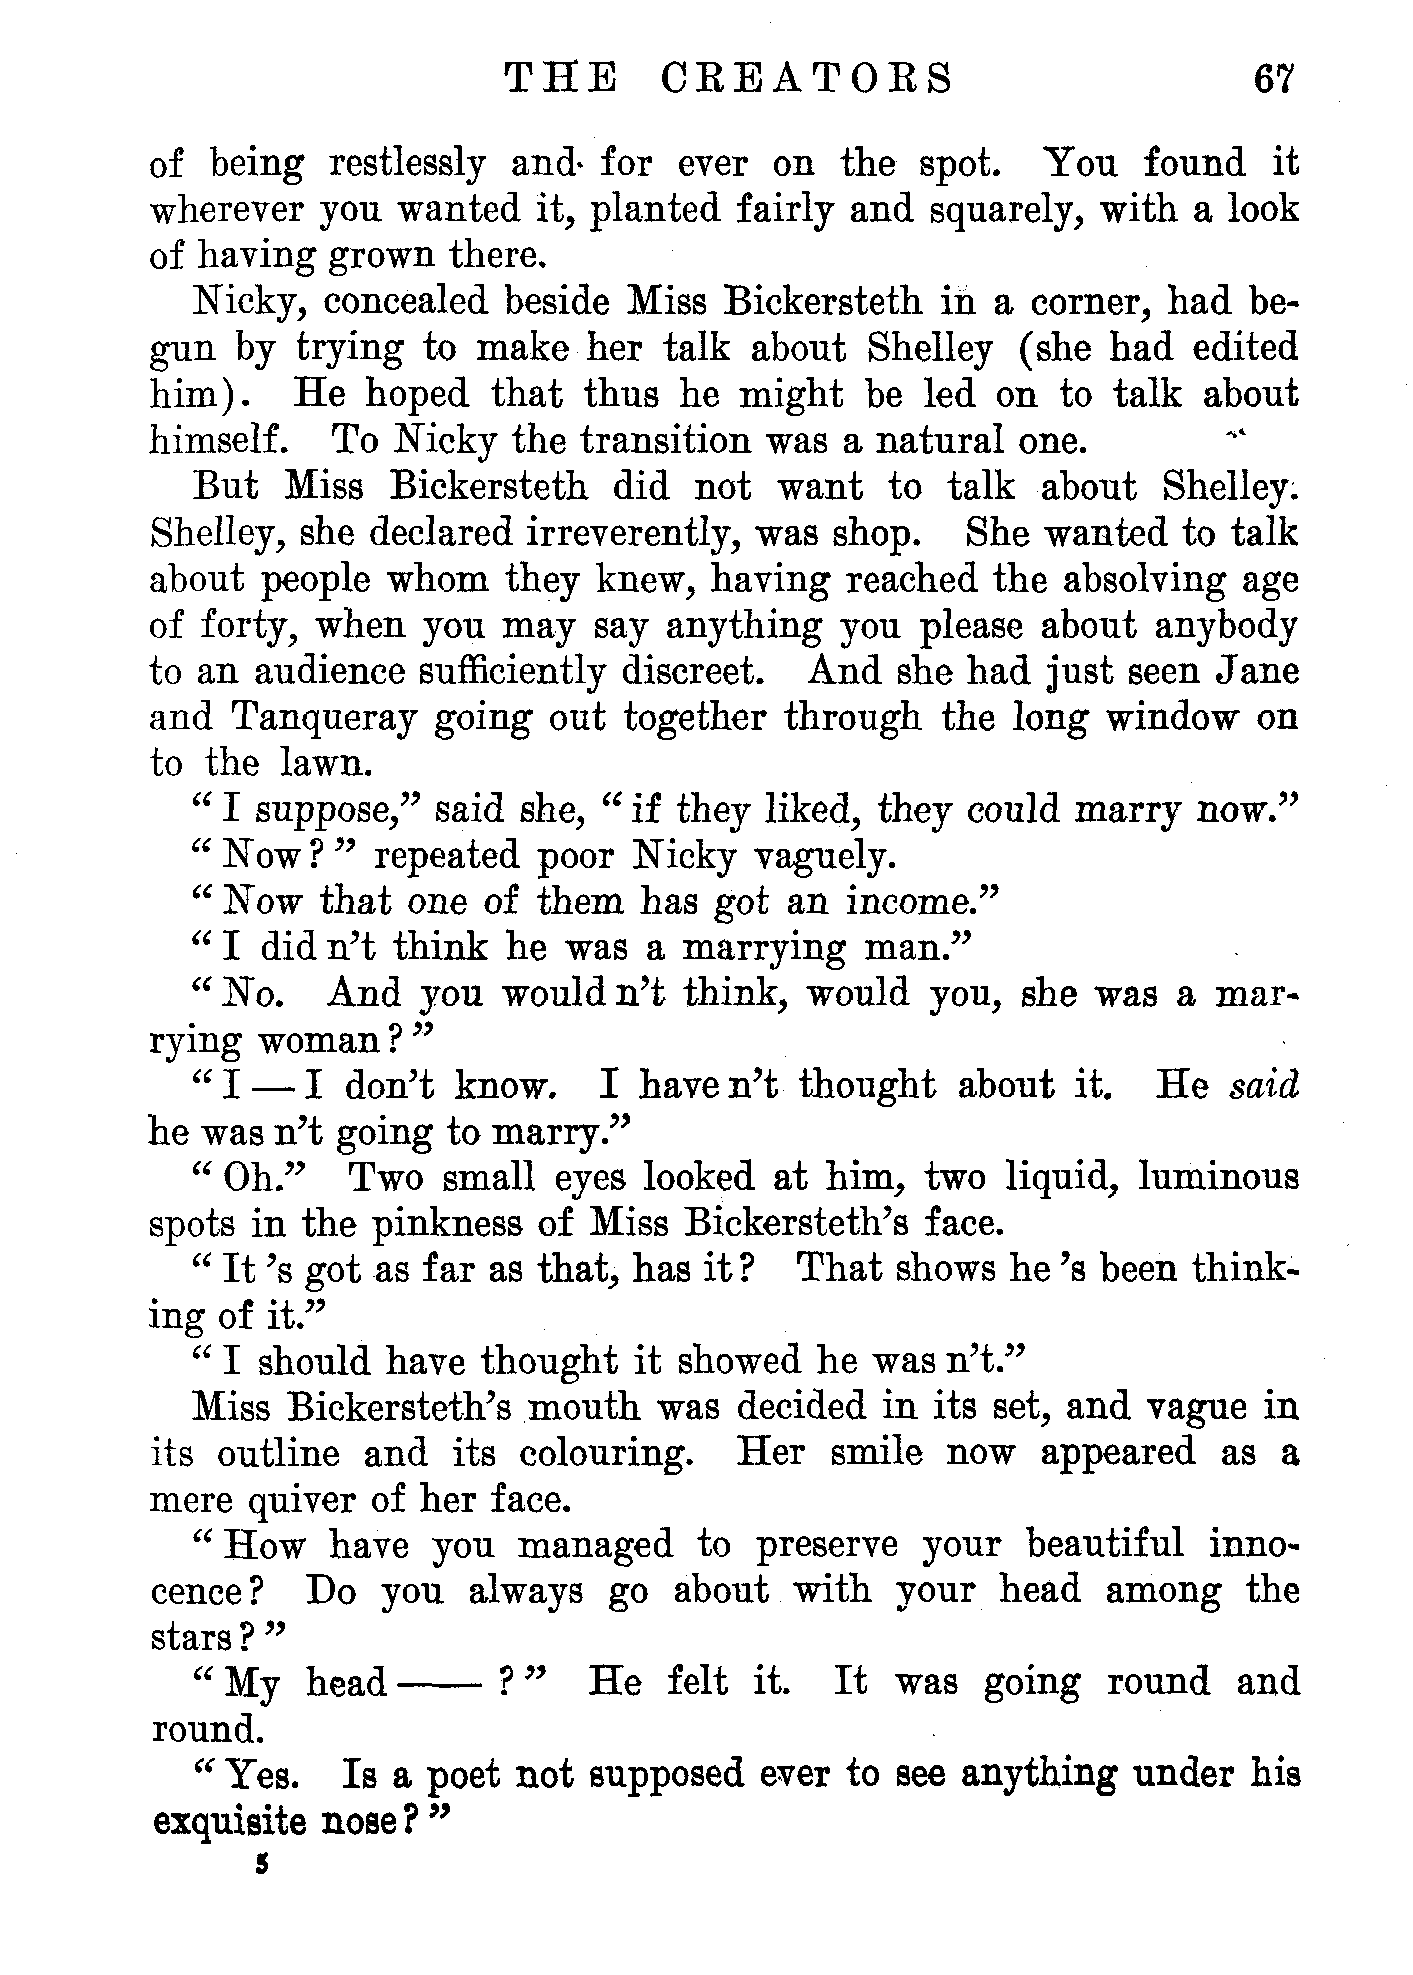 THE CREATORS 67
of being restlessly and for ever on the spot. You found it
wherever you wanted it, planted fairly and squarely, with a look
of having grown there.
Nicky, concealed beside Miss Bickersteth in a corner, had be-
gun by trying to make her talk about Shelley (she had edited
him). He hoped that thus he might be led on to talk about
himself. To Nicky the transition was a natural one.
But Miss Bickersteth did not want to talk about Shelley.
Shelley, she declared irreverently, was shop. She wanted to talk
about people whom they knew, having reached the absolving age
of forty, when you may say anything you please about anybody
to an audience sufficiently discreet. And she had just seen Jane
and Tanqueray going out together through the long window on
to the lawn.
“ I suppose,” said she, “ if they liked, they could marry now.”
“ Now? ” repeated poor Nicky vaguely.
“ Now that one of them has got an income.”
“ I did n’t think he was a marrying man.”
“ No. And you would n’t think, would you, she was a mar-
rying woman? ”
“ I — I don’t know. I have n’t thought about it. He said
he was n’t going to marry.”
“ Oh.” Two small eyes looked at him, two liquid, luminous
spots in the pinkness of Miss Bickersteth’s face.
“ It ’s got as far as that, has it? That shows he ’s been think-
ing of it.”
“ I should have thought it showed he was n’t.”
Miss Bickersteth’s mouth was decided in its set, and vague in
its outline and its colouring. Her smile now appeared as a
mere quiver of her face.
“ How have you managed to preserve your beautiful inno-
cence? Do you always go about with your head among the
stars? ”
“ My head —— ? ” He felt it. It was going round and
round.
“ Yes. Is a poet not supposed ever to see anything under his
exquisite nose? ”
5